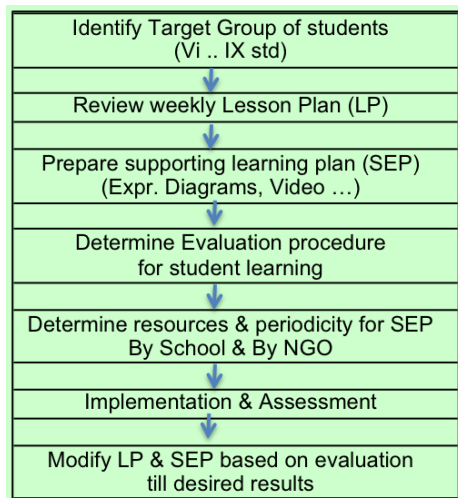 Identify Target Group of students
(Vi .. IX std)
Review weekly Lesson Plan (LP)
Prepare supporting learning plan (SEP)
(Expr. Diagrams, Video ...)
Determine Evaluation procedure
for student learning
Determine resources & periodicity for SEP
By School & By NGO
Implementation & Assessment
Modify LP & SEP based on evaluation
till desired results